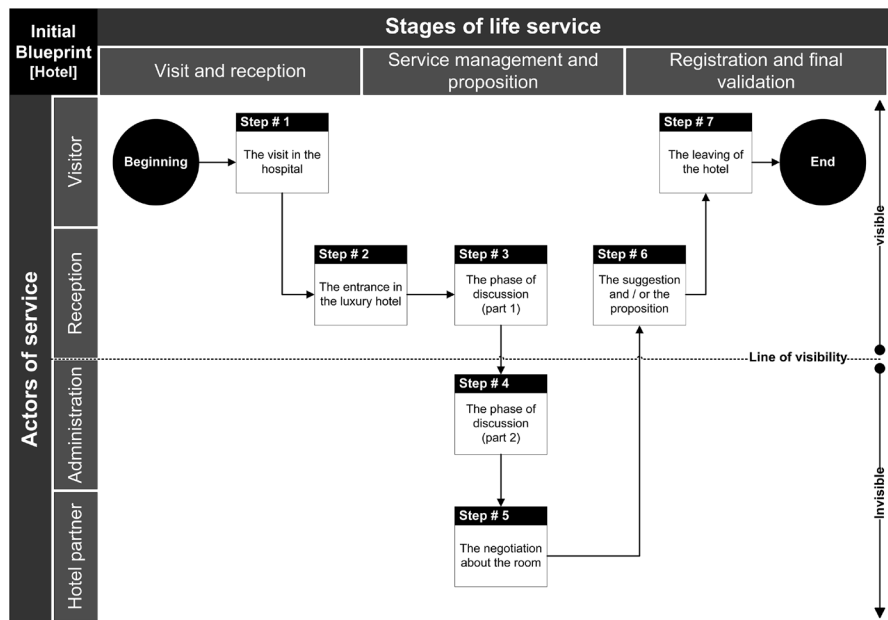 Initial
Blueprint
[Hotel]
Stages of life service
Visit and reception
Service management and
proposition
Registration and final
validation
Actors of service
Visitor
Reception
Administration
Hotel partner
Beginning
Step # 1
The visit in the
hospital
Step # 7
The leaving of
the hotel
End
Step # 2
The entrance in
the luxury hotel
Step # 3
The phase of
discussion
(part 1)
Step # 6
The suggestion
and / or the
proposition
visible
Line of visibility
Step # 4
The phase of
discussion
(part 2)
Step # 5
The negotiation
about the room
Invisible